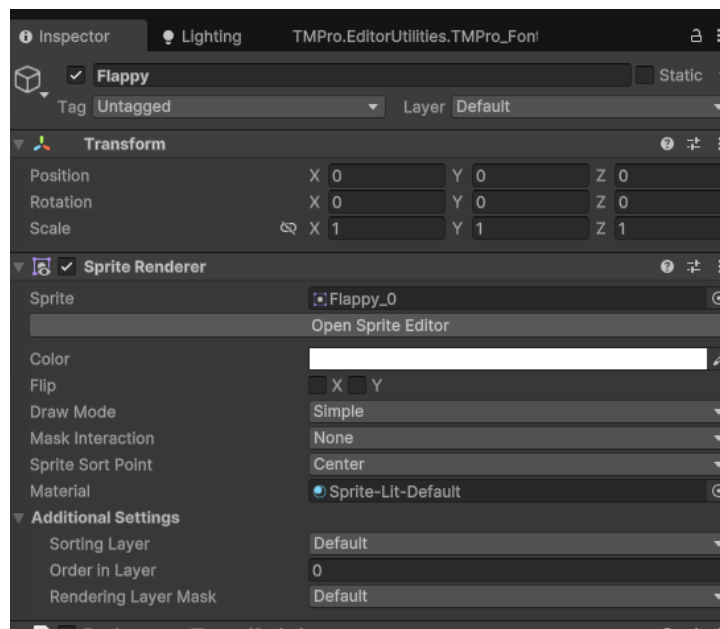 Inspector Lighting TMPro.EditorUtilities.TMPro_Font
Flappy Static
Tag Untagged Layer Default
Transform
Position X 0 Y 0 Z 0
Rotation X 0 Y 0 Z 0
Scale X 1 Y 1 Z 1
Sprite Renderer
Sprite Flappy_0
Open Sprite Editor
Color
Flip X Y
Draw Mode Simple
Mask Interaction None
Sprite Sort Point Center
Material Sprite-Lit-Default
Additional Settings
Sorting Layer Default
Order in Layer 0
Rendering Layer Mask Default